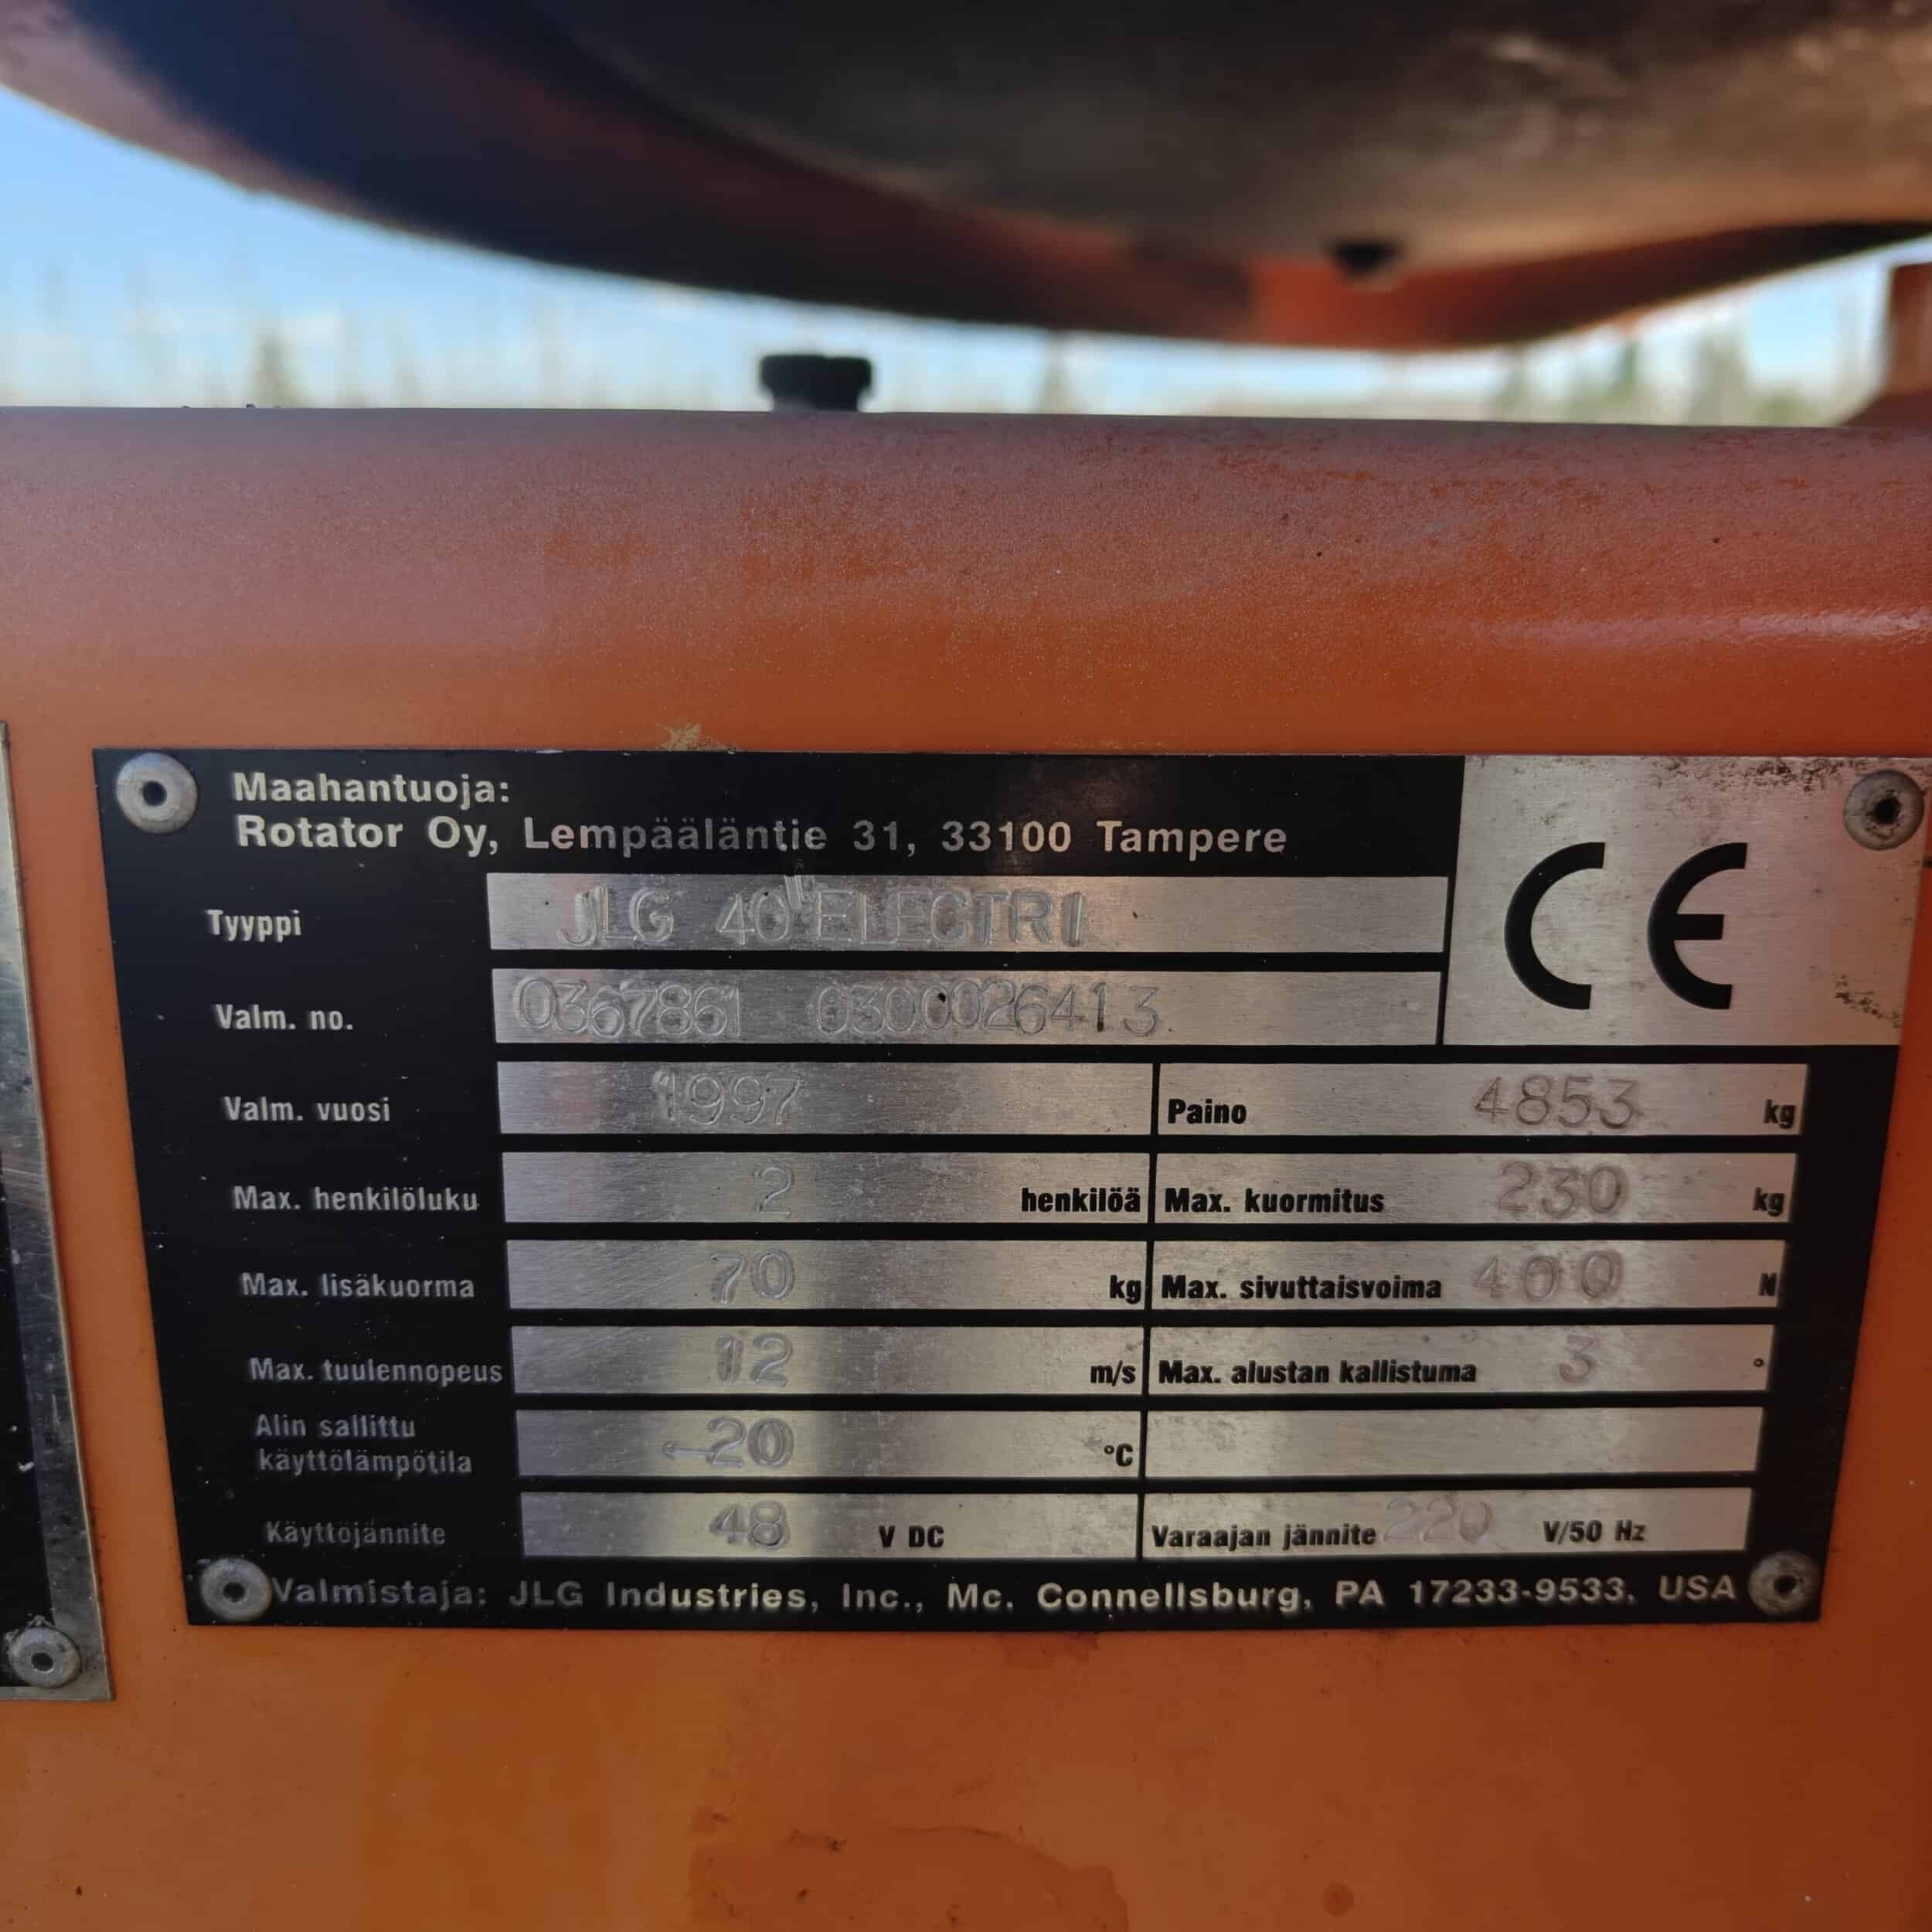 Maahantuoja:
Rotator Oy, Lempääläntie 31, 33100 Tampere
CE
Tyyppi JLG 40"ELECTRI
Valm. no. 0367861 0300026413
Valm. vuosi 1997 Paino 4853 kg
Max. henkilöluku 2 henkilöä Max. kuormitus 230 kg
Max. lisäkuorma 70 kg Max. sivuttaisvoima 400 N
Max. tuulennopeus 12 m/s Max. alustan kallistuma 3 °
Alin sallittu
käyttölämpötila -20 °C
Käyttöjännite 48 V DC Varaajan jännite 220 V/50 Hz
Valmistaja: JLG Industries, Inc., Mc. Connellsburg, PA 17233-9533, USA